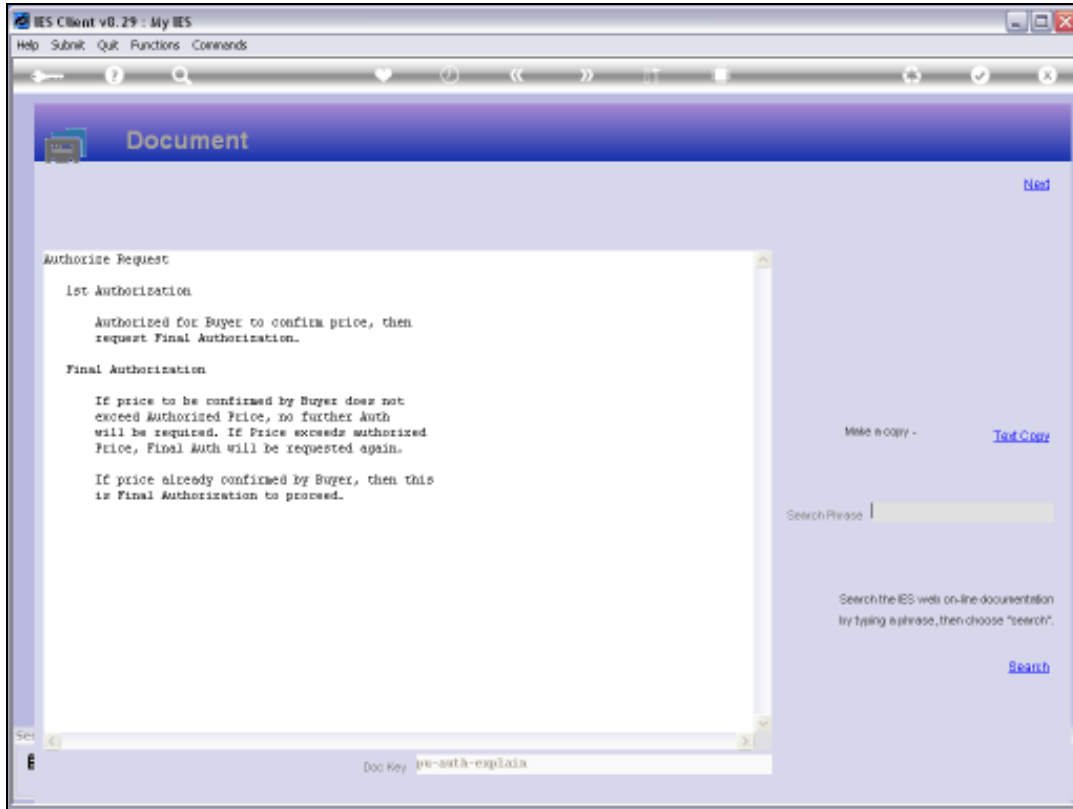 IES Client v8.29 : My IES
Help Submit Quit Functions Commands
Document
Next
Authorize Request
1st Authorization
Authorized for Buyer to confirm price, then
request Final Authorization.
Final Authorization
If price to be confirmed by Buyer does not
exceed Authorized Price, no further Auth
will be required. If Price exceeds authorized
Price, Final Auth will be requested again.
If price already confirmed by Buyer, then this
is Final Authorization to proceed.
Make a copy -
Text Copy
Search Phrase
Search the IES web on-line documentation
by typing a phrase, then choose "search".
Search
Doc Key pu-auth-explain